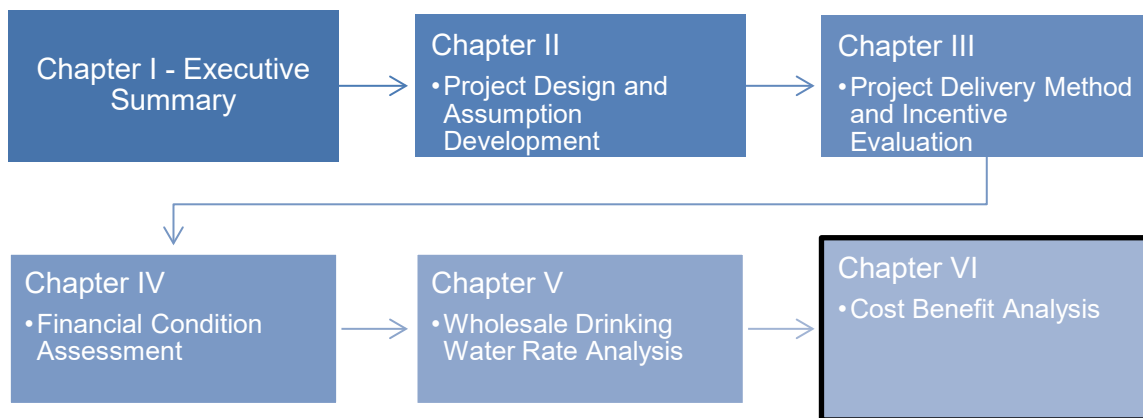 Chapter I - Executive
Summary
Chapter II
•Project Design and
Assumption
Development
Chapter III
•Project Delivery Method
and Incentive
Evaluation
Chapter IV
•Financial Condition
Assessment
Chapter V
•Wholesale Drinking
Water Rate Analysis
Chapter VI
•Cost Benefit Analysis